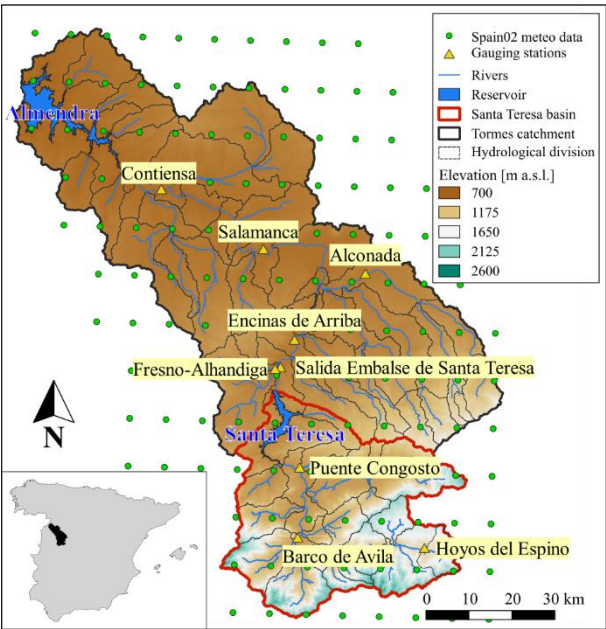 Spain02 meteo data
Gauging stations
Rivers
Reservoir
Santa Teresa basin
Tormes catchment
Hydrological division
Elevation [m a.s.l.]
700
1175
1650
2125
2600
Almendra
Contiensa
Salamanca
Alconada
Encinas de Arriba
Fresno-Alhandiga
Salida Embalse de Santa Teresa
Santa Teresa
N
Puente Congosto
Barco de Avila
Hoyos del Espino
0 10 20 30 km